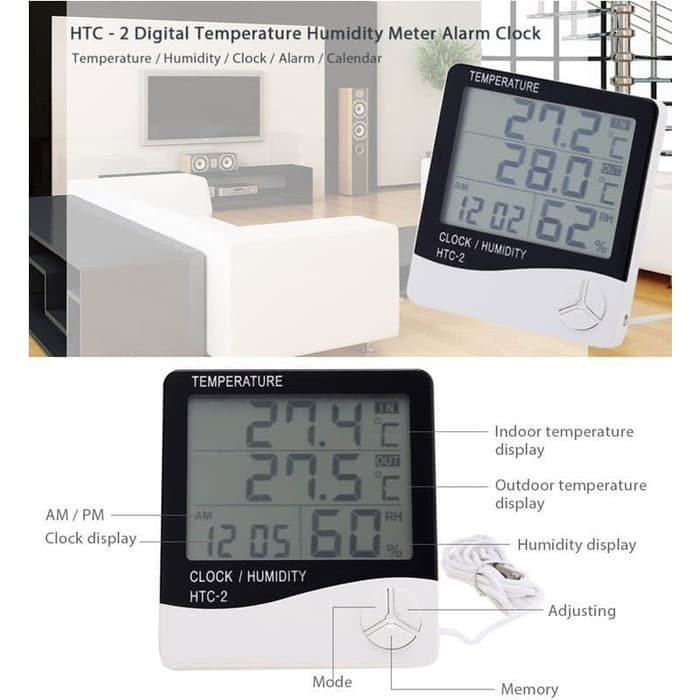 HTC - 2 Digital Temperature Humidity Meter Alarm Clock
Temperature / Humidity / Clock / Alarm / Calendar
TEMPERATURE
27.2 IN °C
28.0 OUT °C
AM
12 02 62 RH %
CLOCK / HUMIDITY
HTC-2
TEMPERATURE
27.4 IN °C
27.5 OUT °C
AM
12 05 60 RH %
CLOCK / HUMIDITY
HTC-2
Indoor temperature
display
Outdoor temperature
display
AM / PM
Clock display
Humidity display
Adjusting
Mode
Memory